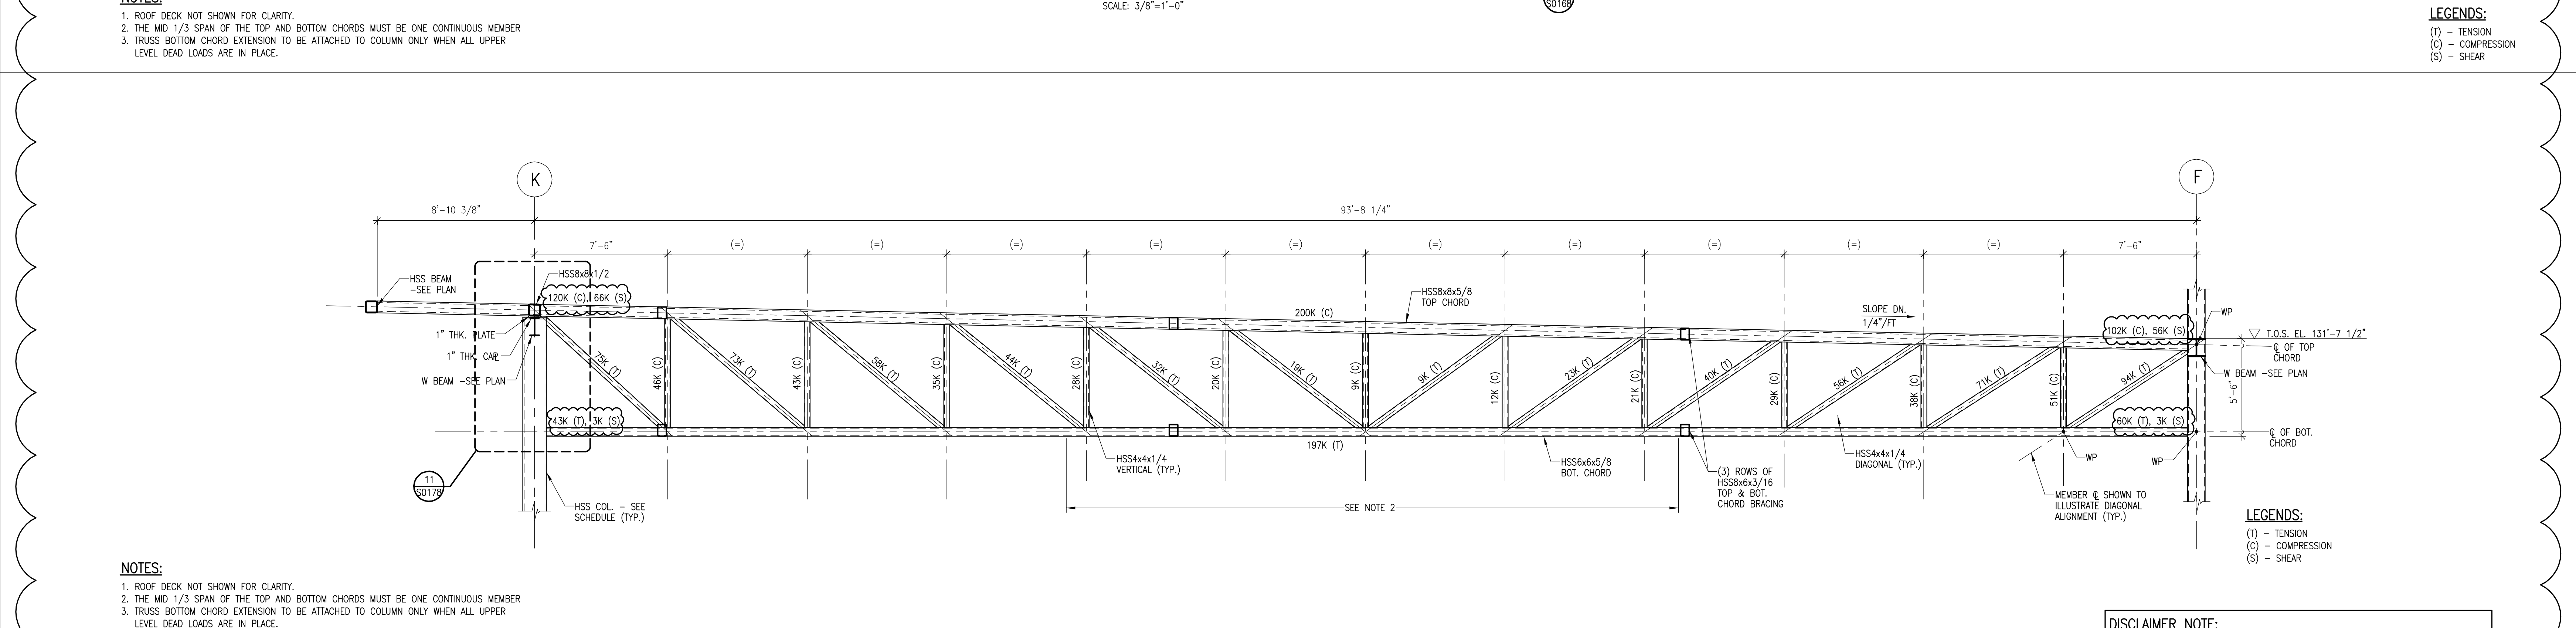 NOTES:
SCALE: 3/8"=1'-0"
S0168
1. ROOF DECK NOT SHOWN FOR CLARITY.
2. THE MID 1/3 SPAN OF THE TOP AND BOTTOM CHORDS MUST BE ONE CONTINUOUS MEMBER
3. TRUSS BOTTOM CHORD EXTENSION TO BE ATTACHED TO COLUMN ONLY WHEN ALL UPPER
LEVEL DEAD LOADS ARE IN PLACE.
LEGENDS:
(T) – TENSION
(C) – COMPRESSION
(S) – SHEAR
K
F
8'-10 3/8"
93'-8 1/4"
7'-6"
(=)
(=)
(=)
(=)
(=)
(=)
(=)
(=)
(=)
(=)
7'-6"
HSS BEAM
-SEE PLAN
HSS8x8x1/2
120K (C), 66K (S)
HSS8x8x5/8
TOP CHORD
200K (C)
SLOPE DN.
1/4"/FT
WP
102K (C), 56K (S)
T.O.S. EL. 131'-7 1/2"
℄ OF TOP
CHORD
1" THK. PLATE
1" THK. CAP℄
W BEAM -SEE PLAN
W BEAM -SEE PLAN
5'-6"
75K (T)
46K (C)
73K (T)
43K (C)
58K (T)
35K (C)
44K (T)
28K (C)
32K (T)
20K (C)
19K (T)
9K (C)
9K (T)
12K (C)
23K (T)
21K (C)
40K (T)
29K (C)
56K (T)
38K (C)
71K (T)
51K (C)
94K (T)
43K (T), 3K (S)
60K (T), 3K (S)
197K (T)
℄ OF BOT.
CHORD
HSS4x4x1/4
VERTICAL (TYP.)
HSS6x6x5/8
BOT. CHORD
(3) ROWS OF
HSS8x6x3/16
TOP & BOT.
CHORD BRACING
HSS4x4x1/4
DIAGONAL (TYP.)
WP
WP
11
S0178
HSS COL. – SEE
SCHEDULE (TYP.)
SEE NOTE 2
MEMBER ℄ SHOWN TO
ILLUSTRATE DIAGONAL
ALIGNMENT (TYP.)
LEGENDS:
(T) – TENSION
(C) – COMPRESSION
(S) – SHEAR
NOTES:
1. ROOF DECK NOT SHOWN FOR CLARITY.
2. THE MID 1/3 SPAN OF THE TOP AND BOTTOM CHORDS MUST BE ONE CONTINUOUS MEMBER
3. TRUSS BOTTOM CHORD EXTENSION TO BE ATTACHED TO COLUMN ONLY WHEN ALL UPPER
LEVEL DEAD LOADS ARE IN PLACE.
DISCLAIMER NOTE: